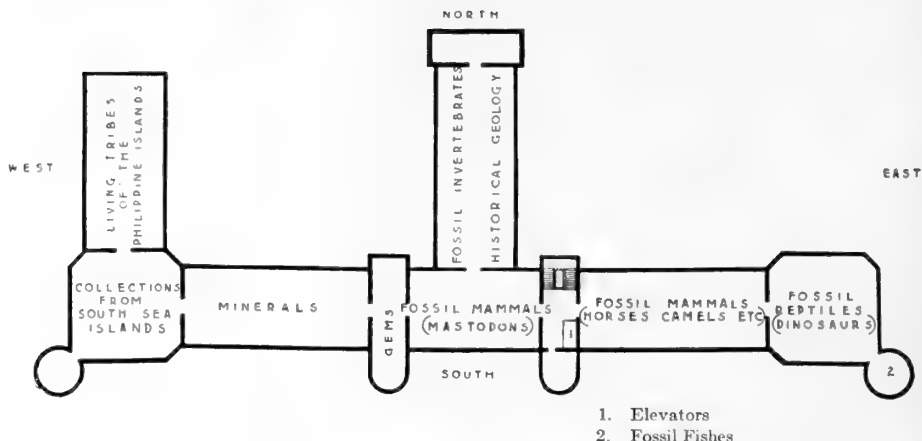 NORTH
WEST
EAST
LIVING TRIBES
OF THE
PHILIPPINE ISLANDS
FOSSIL INVERTEBRATES
HISTORICAL GEOLOGY
COLLECTIONS
FROM
SOUTH SEA
ISLANDS
MINERALS
GEMS
FOSSIL MAMMALS
(MASTODONS)
1
FOSSIL MAMMALS
(HORSES CAMELS ETC)
FOSSIL
REPTILES
(DINOSAURS)
2
SOUTH
1. Elevators
2. Fossil Fishes